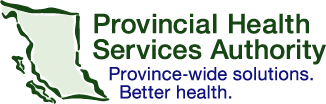 Provincial Health
Services Authority
Province-wide solutions.
Better health.